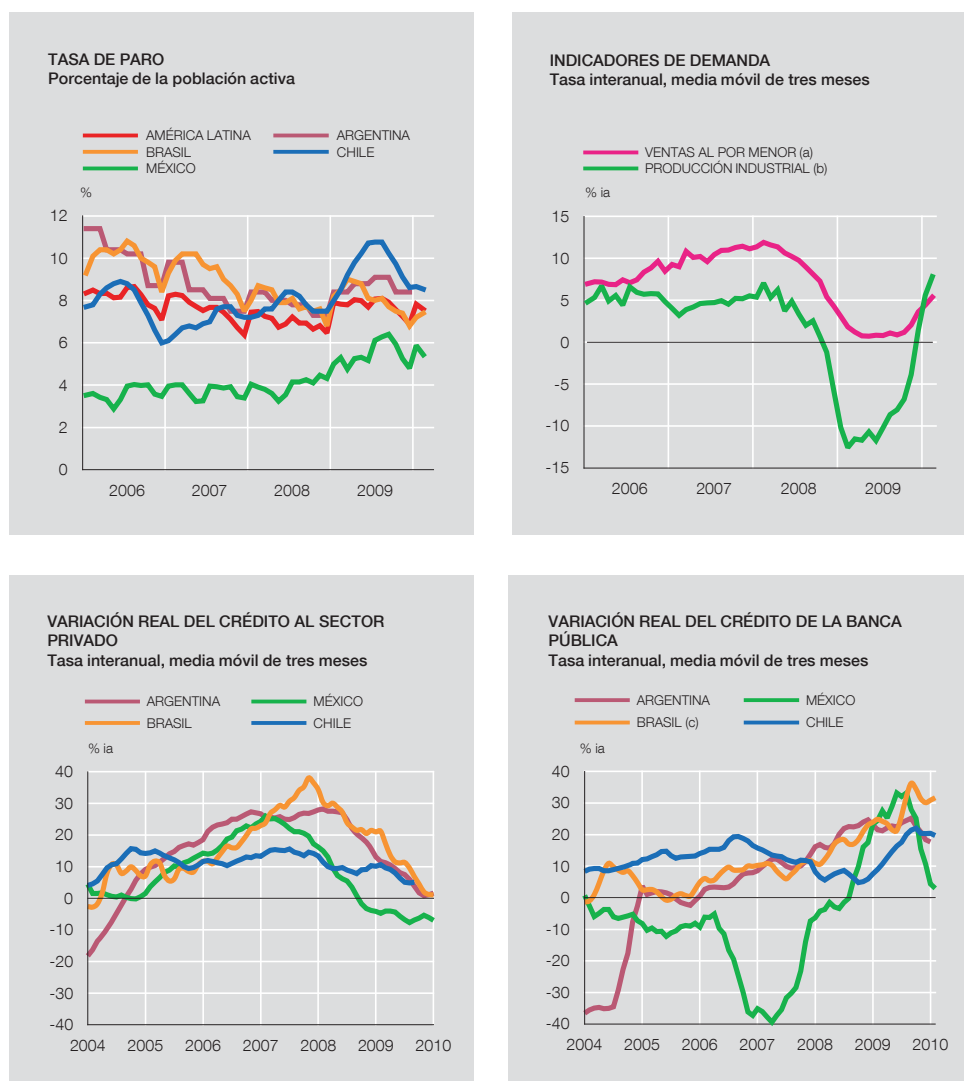 TASA DE PARO
Porcentaje de la población activa
AMÉRICA LATINA
ARGENTINA
BRASIL
CHILE
MÉXICO
%
12
10
8
6
4
2
0
2006
2007
2008
2009
INDICADORES DE DEMANDA
Tasa interanual, media móvil de tres meses
VENTAS AL POR MENOR (a)
PRODUCCIÓN INDUSTRIAL (b)
% ia
15
10
5
0
-5
-10
-15
2006
2007
2008
2009
VARIACIÓN REAL DEL CRÉDITO AL SECTOR
PRIVADO
Tasa interanual, media móvil de tres meses
ARGENTINA
MÉXICO
BRASIL
CHILE
% ia
40
30
20
10
0
-10
-20
-30
-40
2004
2005
2006
2007
2008
2009
2010
VARIACIÓN REAL DEL CRÉDITO DE LA BANCA
PÚBLICA
Tasa interanual, media móvil de tres meses
ARGENTINA
MÉXICO
BRASIL (c)
CHILE
% ia
40
30
20
10
0
-10
-20
-30
-40
2004
2005
2006
2007
2008
2009
2010